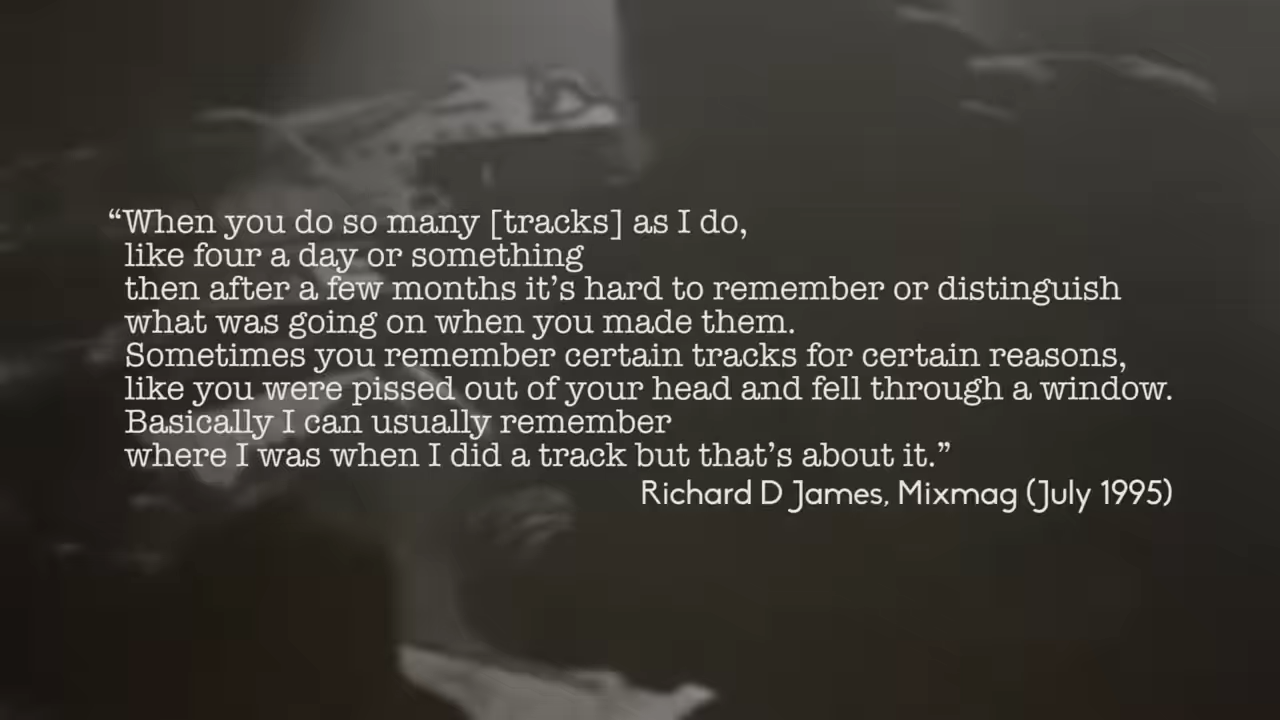 “When you do so many [tracks] as I do,
like four a day or something
then after a few months it’s hard to remember or distinguish
what was going on when you made them.
Sometimes you remember certain tracks for certain reasons,
like you were pissed out of your head and fell through a window.
Basically I can usually remember
where I was when I did a track but that’s about it.”
Richard D James, Mixmag (July 1995)